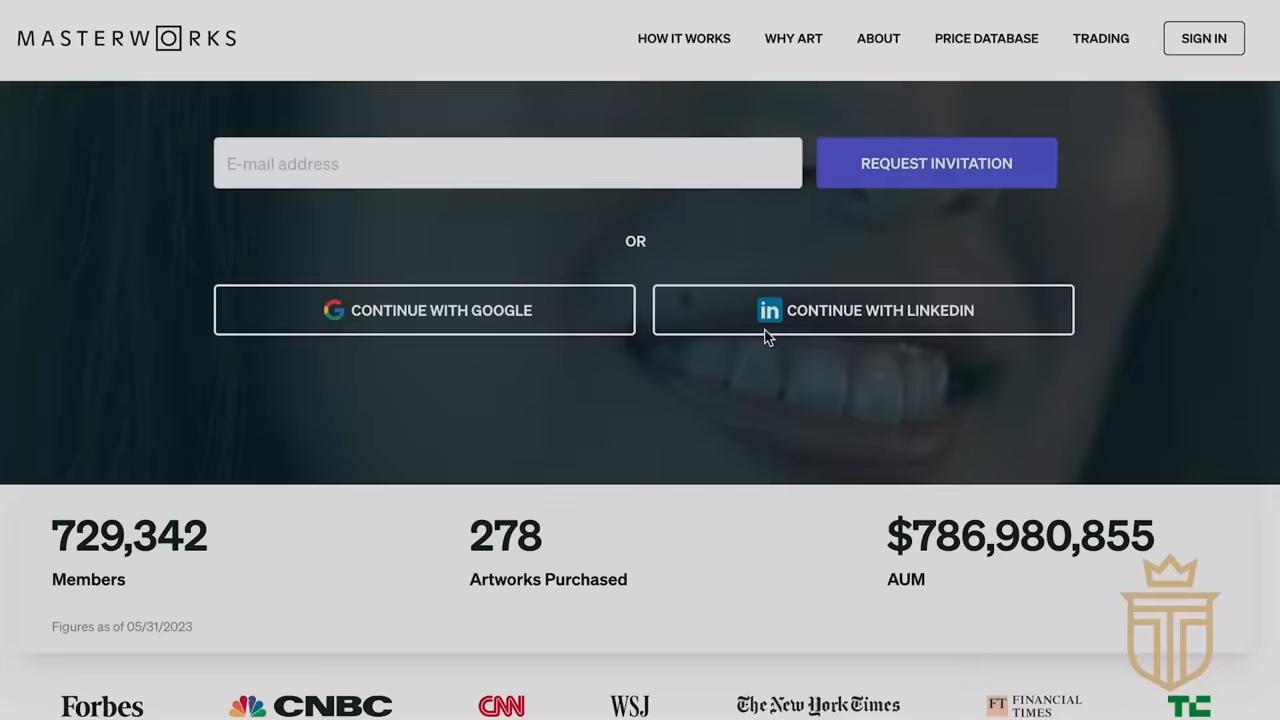 MASTERWORKS
HOW IT WORKS
WHY ART
ABOUT
PRICE DATABASE
TRADING
SIGN IN
E-mail address
REQUEST INVITATION
OR
CONTINUE WITH GOOGLE
in CONTINUE WITH LINKEDIN
729,342
Members
278
Artworks Purchased
$786,980,855
AUM
Figures as of 05/31/2023
Forbes
CNBC
CNN
WSJ
The New York Times
FT FINANCIAL
TIMES
TC